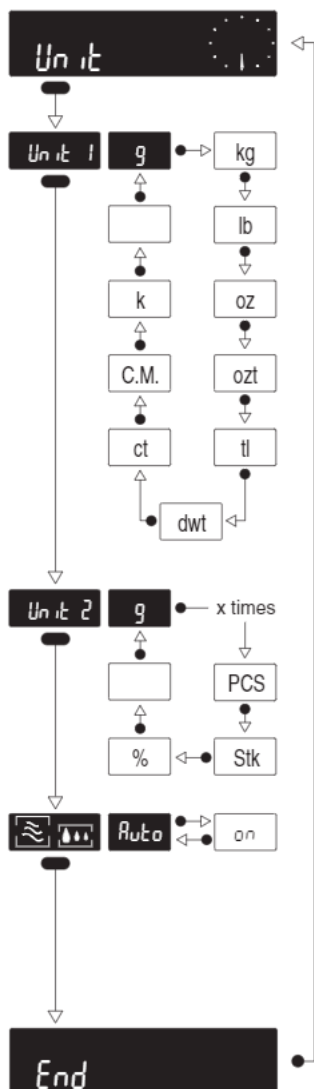 Unit
Unit 1 g kg
lb
k oz
C.M. ozt
ct tl
dwt
Unit 2 g x times
PCS
% Stk
Auto on
End